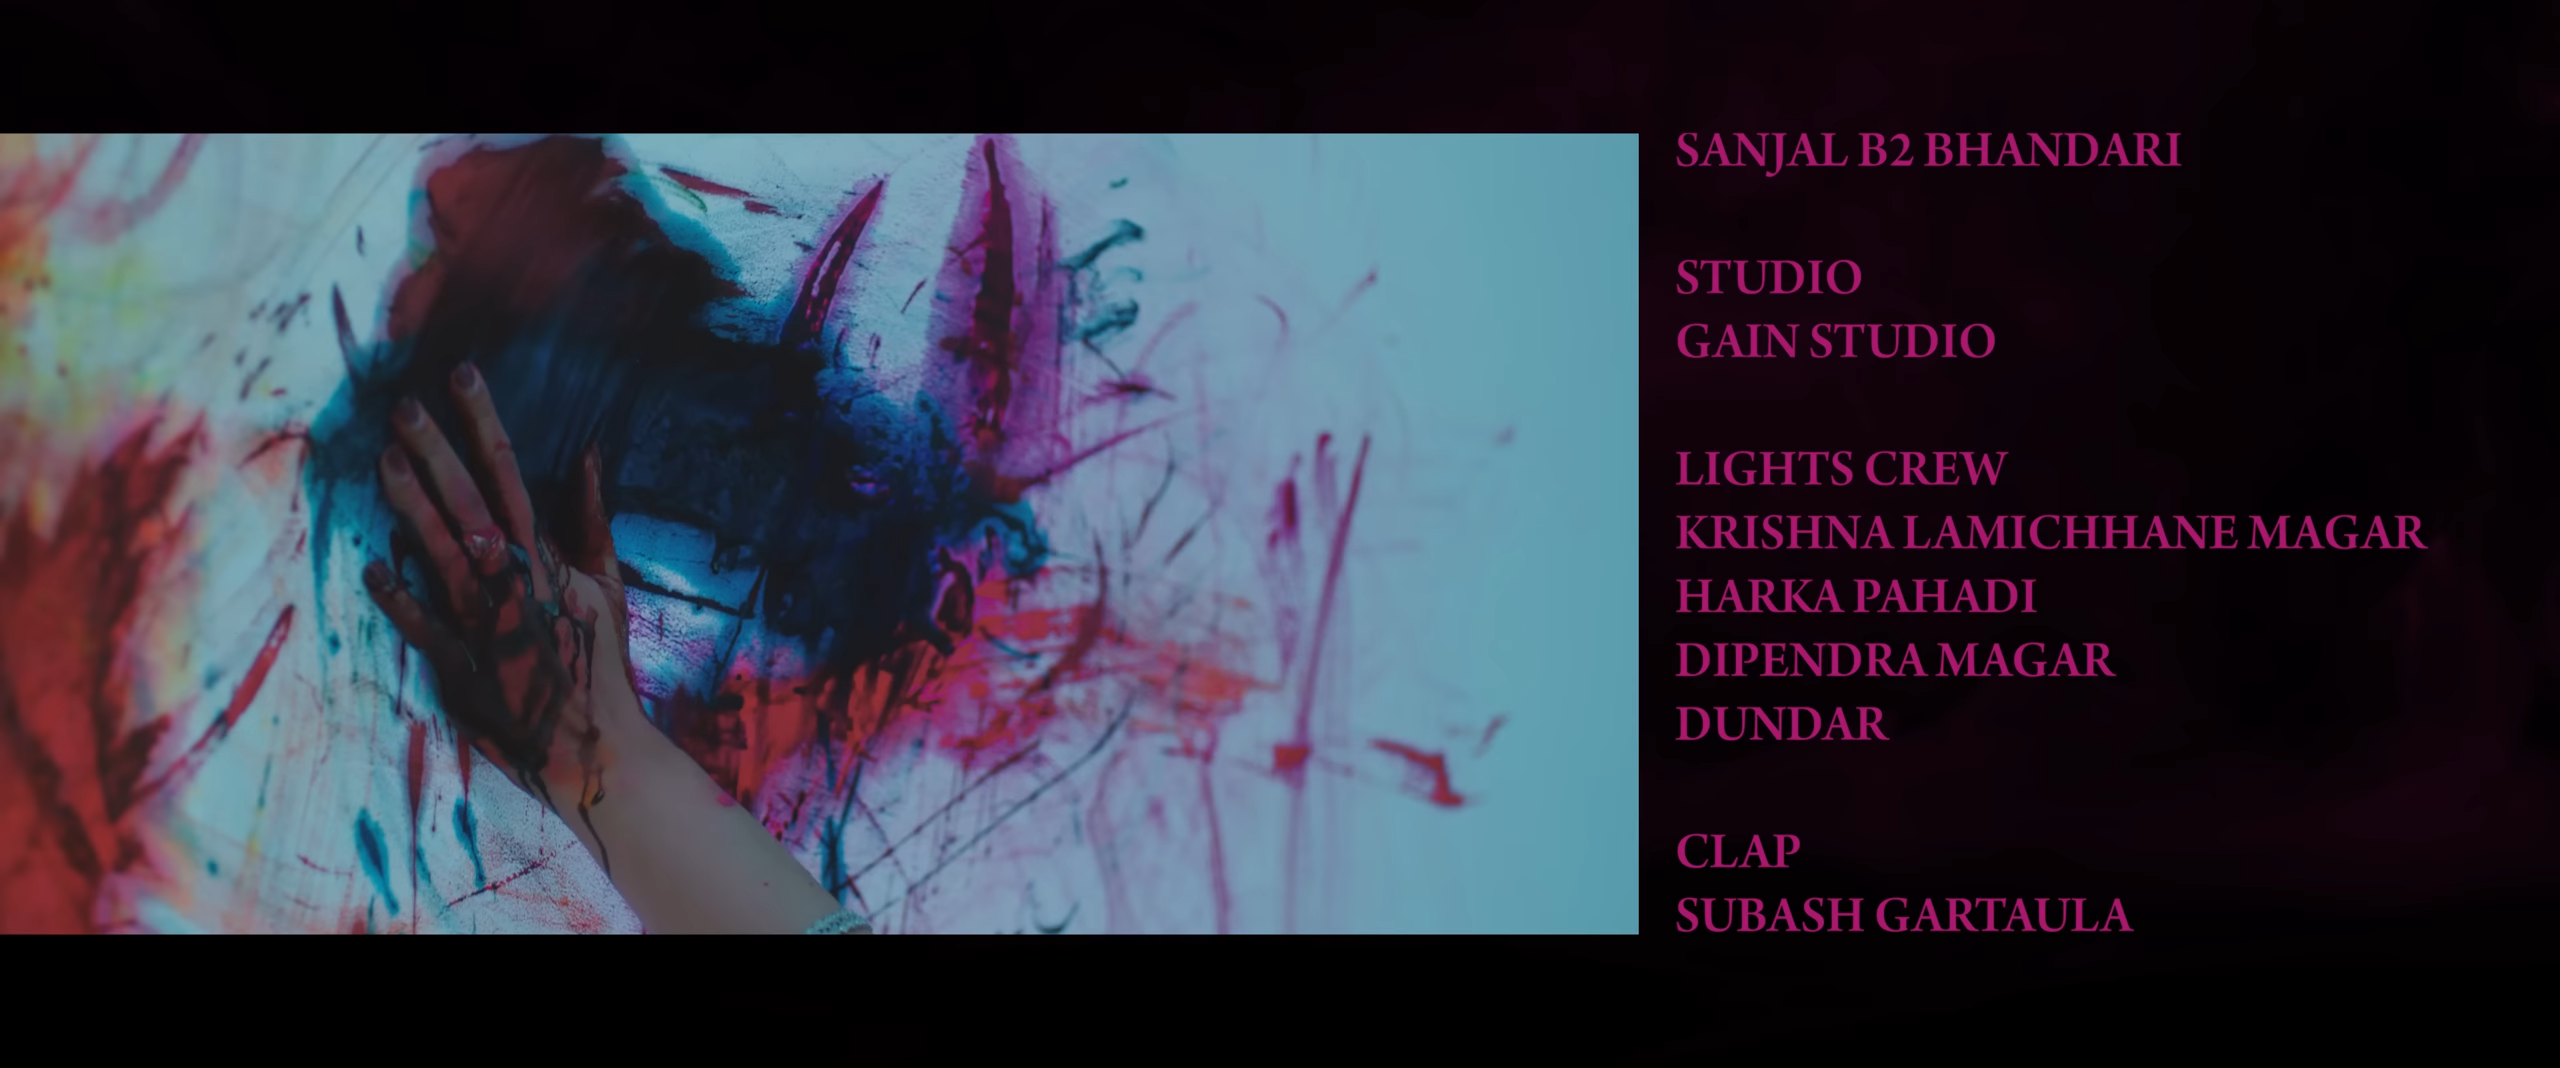 SANJAL B2 BHANDARI
STUDIO
GAIN STUDIO
LIGHTS CREW
KRISHNA LAMICHHANE MAGAR
HARKA PAHADI
DIPENDRA MAGAR
DUNDAR
CLAP
SUBASH GARTAULA